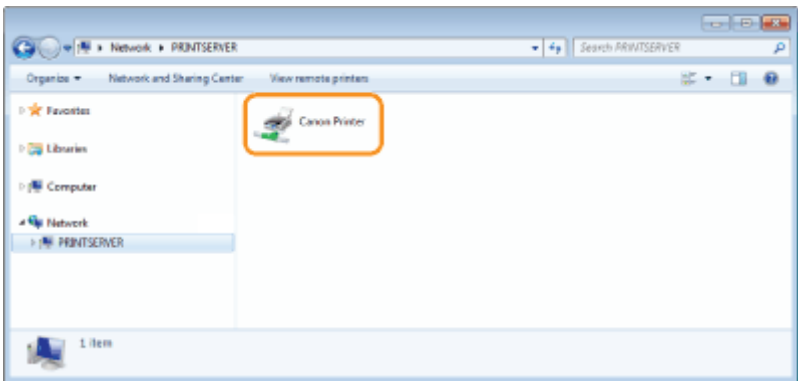 Network ▸ PRINTSERVER
Search PRINTSERVER
Organize
Network and Sharing Center
View remote printers
Favorites
Canon Printer
Libraries
Computer
Network
PRINTSERVER
1 item